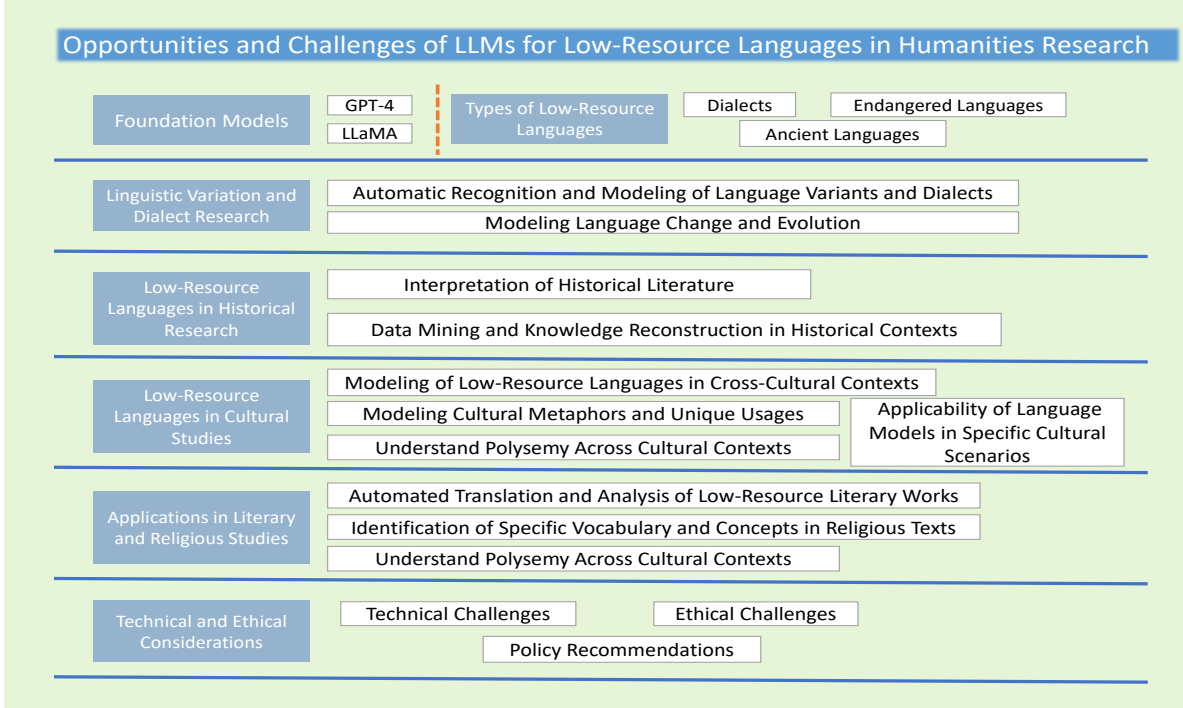 Opportunities and Challenges of LLMs for Low-Resource Languages in Humanities Research
Foundation Models
GPT-4
LLaMA
Types of Low-Resource
Languages
Dialects
Endangered Languages
Ancient Languages
Linguistic Variation and
Dialect Research
Automatic Recognition and Modeling of Language Variants and Dialects
Modeling Language Change and Evolution
Low-Resource
Languages in Historical
Research
Interpretation of Historical Literature
Data Mining and Knowledge Reconstruction in Historical Contexts
Low-Resource
Languages in Cultural
Studies
Modeling of Low-Resource Languages in Cross-Cultural Contexts
Modeling Cultural Metaphors and Unique Usages
Understand Polysemy Across Cultural Contexts
Applicability of Language
Models in Specific Cultural
Scenarios
Applications in Literary
and Religious Studies
Automated Translation and Analysis of Low-Resource Literary Works
Identification of Specific Vocabulary and Concepts in Religious Texts
Understand Polysemy Across Cultural Contexts
Technical and Ethical
Considerations
Technical Challenges
Ethical Challenges
Policy Recommendations